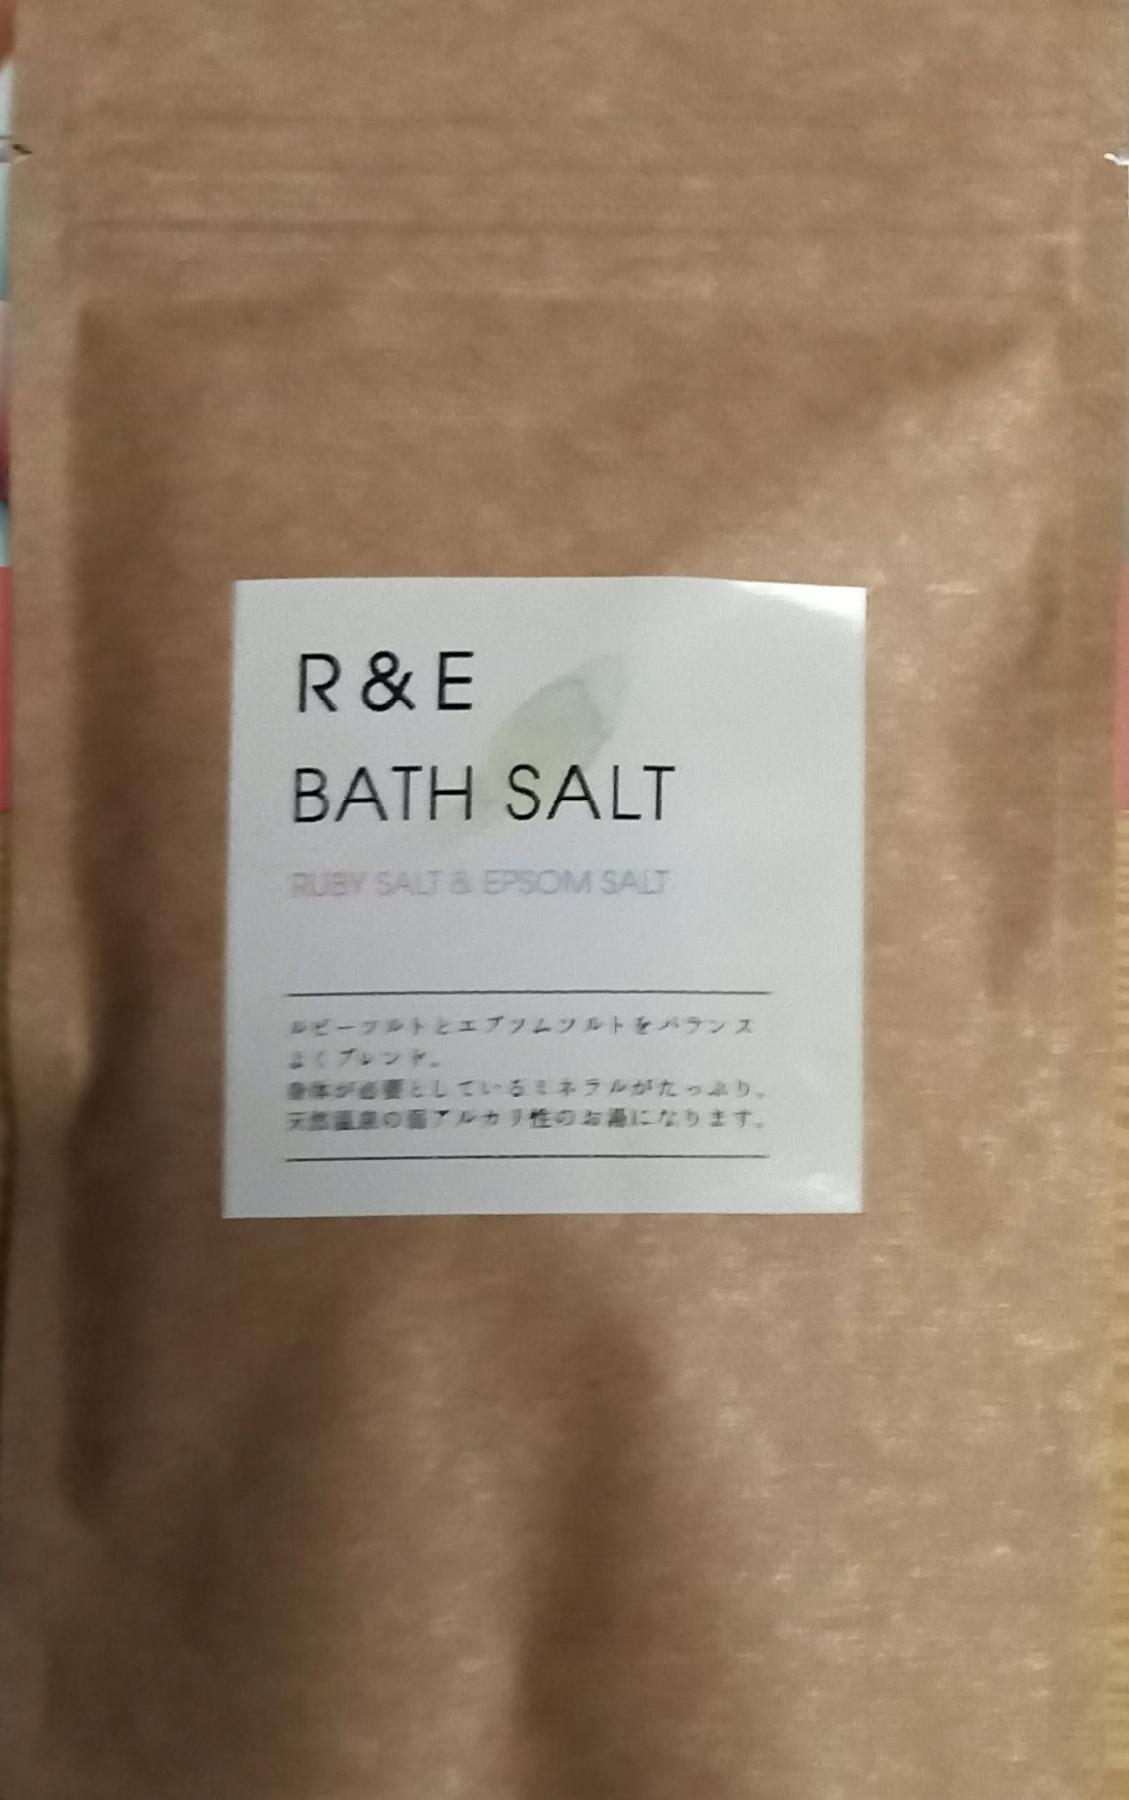 R & E
BATH SALT
RUBY SALT & EPSOM SALT
ルビーソルトとエプソムソルトをバランス
よくブレンド。
身体が必要としているミネラルがたっぷり。
天然温泉の弱アルカリ性のお湯になります。